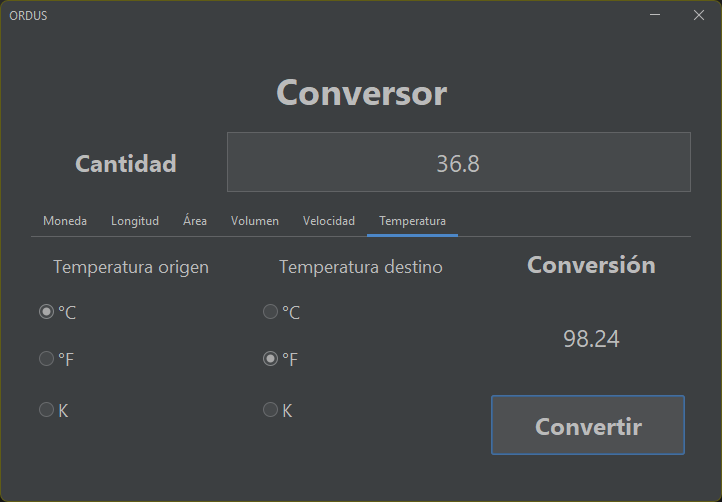 ORDUS
Conversor
Cantidad 36.8
Moneda Longitud Área Volumen Velocidad Temperatura
Temperatura origen Temperatura destino Conversión
°C °C
98.24
°F °F
K K
Convertir